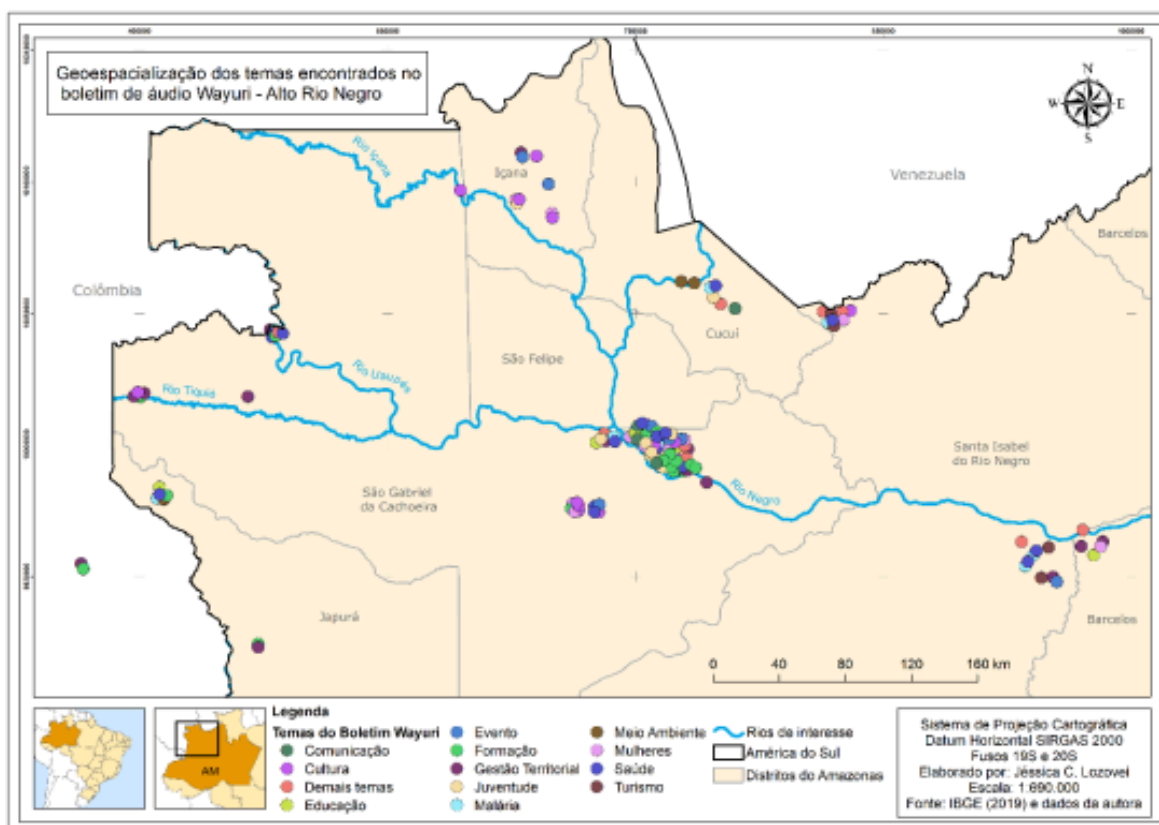 Geoespacialização dos temas encontrados no
boletim de áudio Wayuri - Alto Rio Negro
N
W
E
S
Rio Içana
Içana
Venezuela
Barcelos
Colômbia
Cucuí
São Felipe
Rio Uaupés
Rio Tiquié
Santa Isabel
do Rio Negro
São Gabriel
da Cachoeira
Rio Negro
Japurá
Barcelos
0 40 80 120 160 km
AM
Legenda
Temas do Boletim Wayuri
Comunicação
Cultura
Demais temas
Educação
Evento
Formação
Gestão Territorial
Juventude
Malária
Meio Ambiente
Mulheres
Saúde
Turismo
Rios de interesse
América do Sul
Distritos do Amazonas
Sistema de Projeção Cartográfica
Datum Horizontal SIRGAS 2000
Fusos 19S e 20S
Elaborado por: Jéssica C. Lozovei
Escala: 1:690.000
Fonte: IBGE (2019) e dados da autora